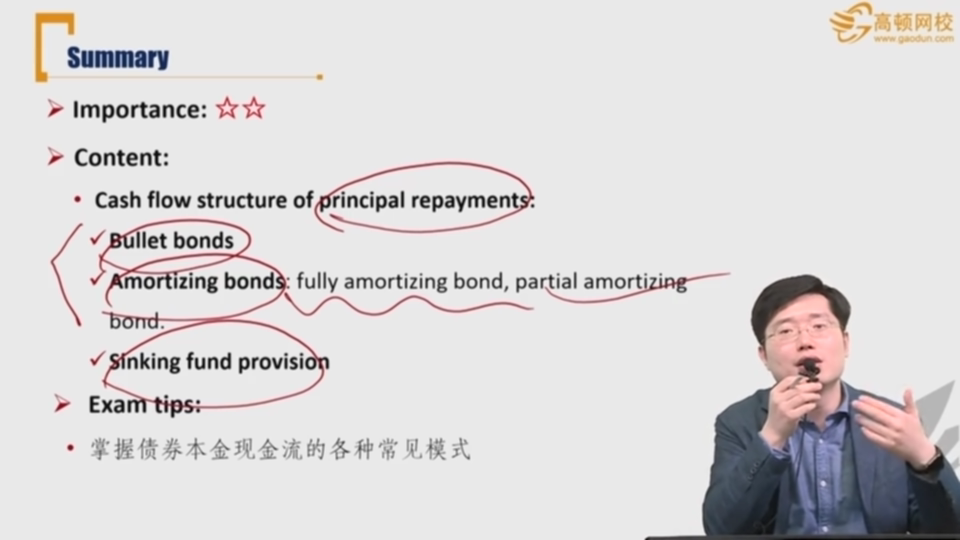 Summary
高顿网校
www.gaodun.com
Importance: ☆☆
Content:
Cash flow structure of principal repayments:
Bullet bonds
Amortizing bonds: fully amortizing bond, partial amortizing
bond.
Sinking fund provision
Exam tips:
掌握债券本金现金流的各种常见模式